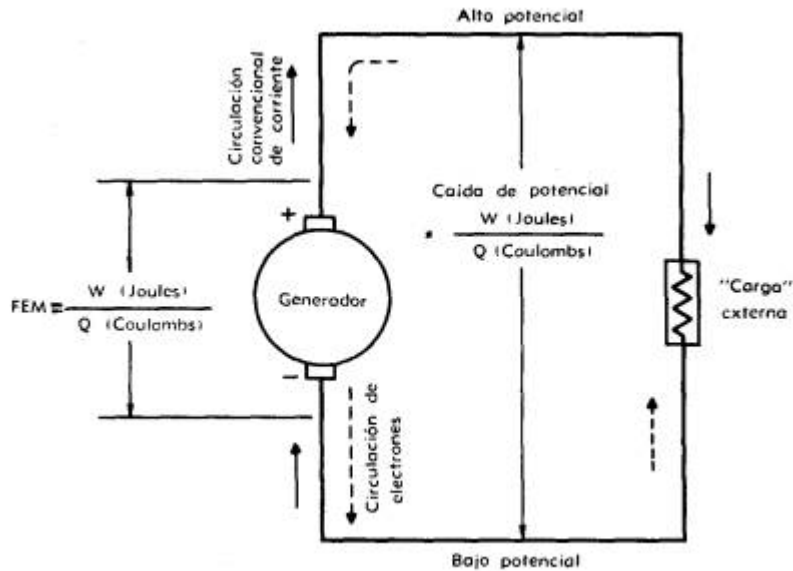 Alto potencial
Circulación
convencional
de corriente
Caída de potencial
W (Joules)
Q (Coulombs)
+
Generador
−
FEM =
W (Joules)
Q (Coulombs)
"Carga"
externa
Circulación de
electrones
Bajo potencial